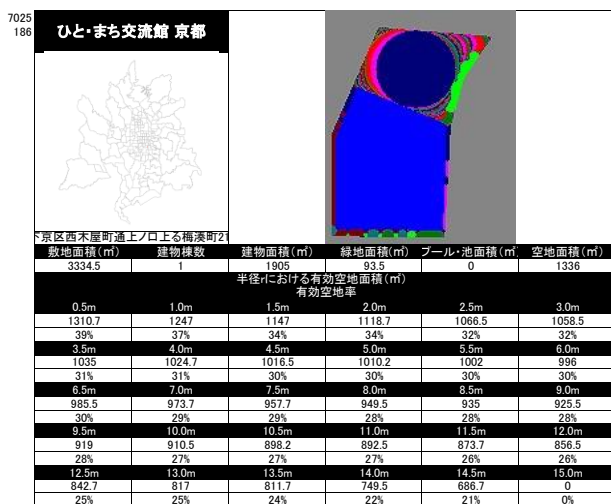 7025
186
ひと・まち交流館 京都
下京区西木屋町通上ノ口上る梅湊町21
敷地面積(㎡) 建物棟数 建物面積(㎡) 緑地面積(㎡) プール・池面積(㎡) 空地面積(㎡)
3334.5 1 1905 93.5 0 1336
半径rにおける有効空地面積(㎡)
有効空地率
0.5m 1.0m 1.5m 2.0m 2.5m 3.0m
1310.7 1247 1147 1118.7 1066.5 1058.5
39% 37% 34% 34% 32% 32%
3.5m 4.0m 4.5m 5.0m 5.5m 6.0m
1035 1024.7 1016.5 1010.2 1002 996
31% 31% 30% 30% 30% 30%
6.5m 7.0m 7.5m 8.0m 8.5m 9.0m
985.5 973.7 957.7 949.5 935 925.5
30% 29% 29% 28% 28% 28%
9.5m 10.0m 10.5m 11.0m 11.5m 12.0m
919 910.5 898.2 892.5 873.7 856.5
28% 27% 27% 27% 26% 26%
12.5m 13.0m 13.5m 14.0m 14.5m 15.0m
842.7 817 811.7 749.5 686.7 0
25% 25% 24% 22% 21% 0%